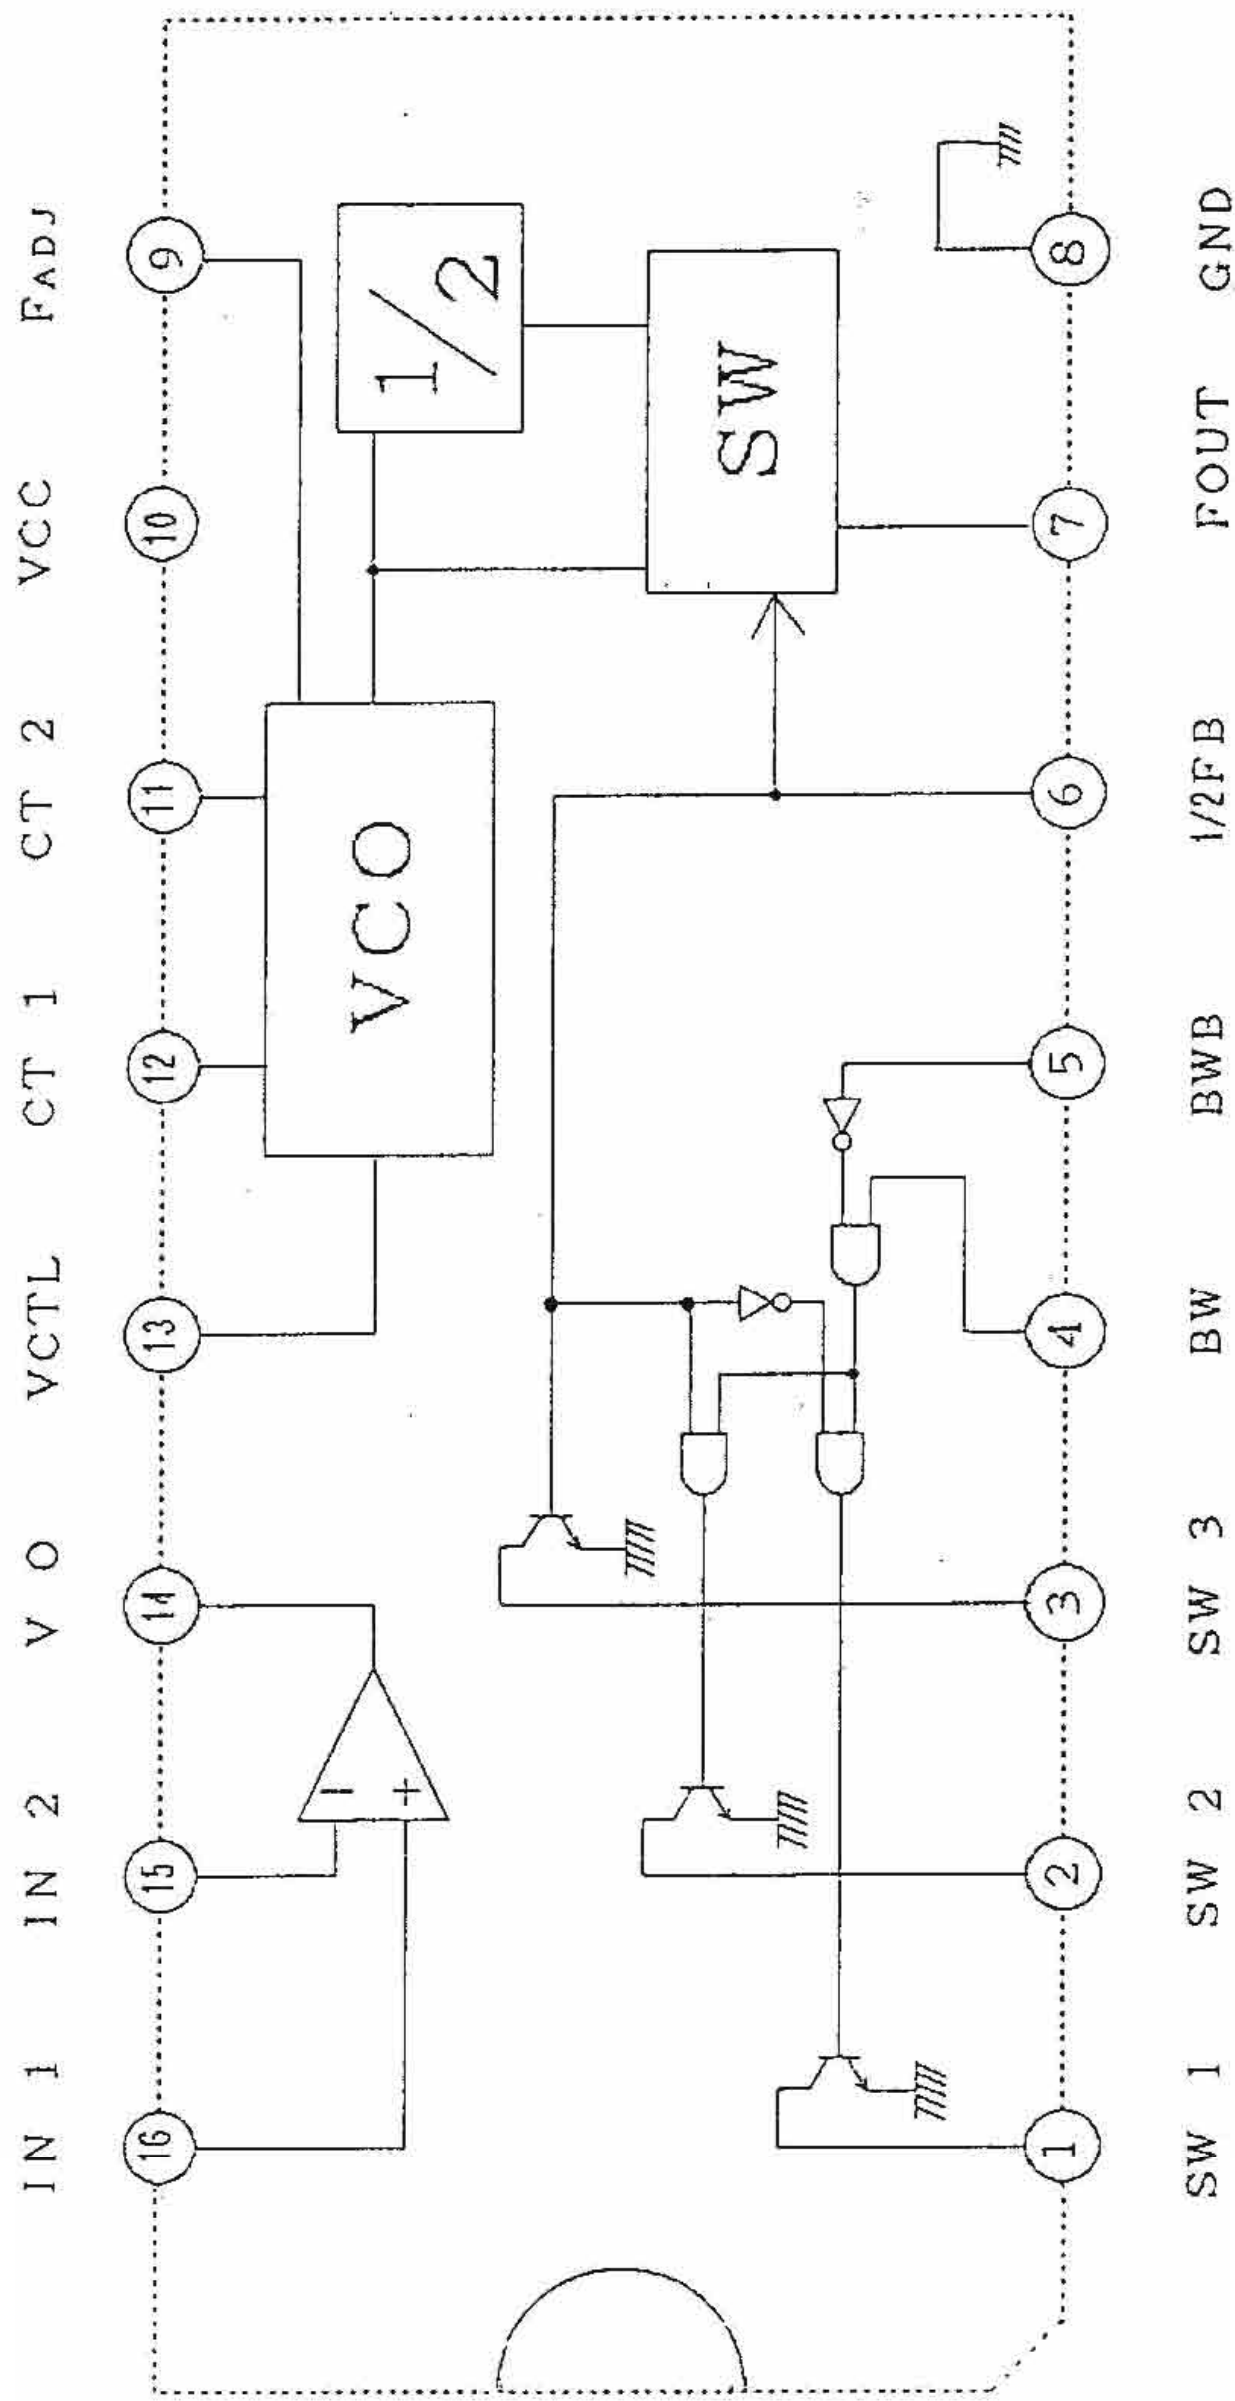 IN 1 IN 2 V O VCTL CT 1 CT 2 VCC FADJ
16 15 14 13 12 11 10 9
VCO
1/2
SW
- +
1 2 3 4 5 6 7 8
SW 1 SW 2 SW 3 BW BWB 1/2FB FOUT GND